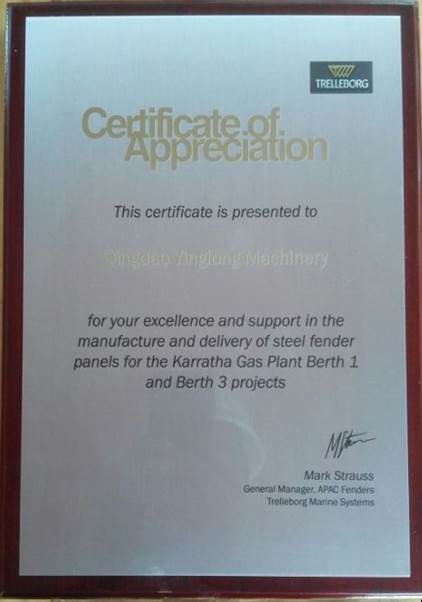 TRELLEBORG
Certificate of
Appreciation
This certificate is presented to
Qingdao Yinglong Machinery
for your excellence and support in the
manufacture and delivery of steel fender
panels for the Karratha Gas Plant Berth 1
and Berth 3 projects
Mark Strauss
General Manager, APAC Fenders
Trelleborg Marine Systems